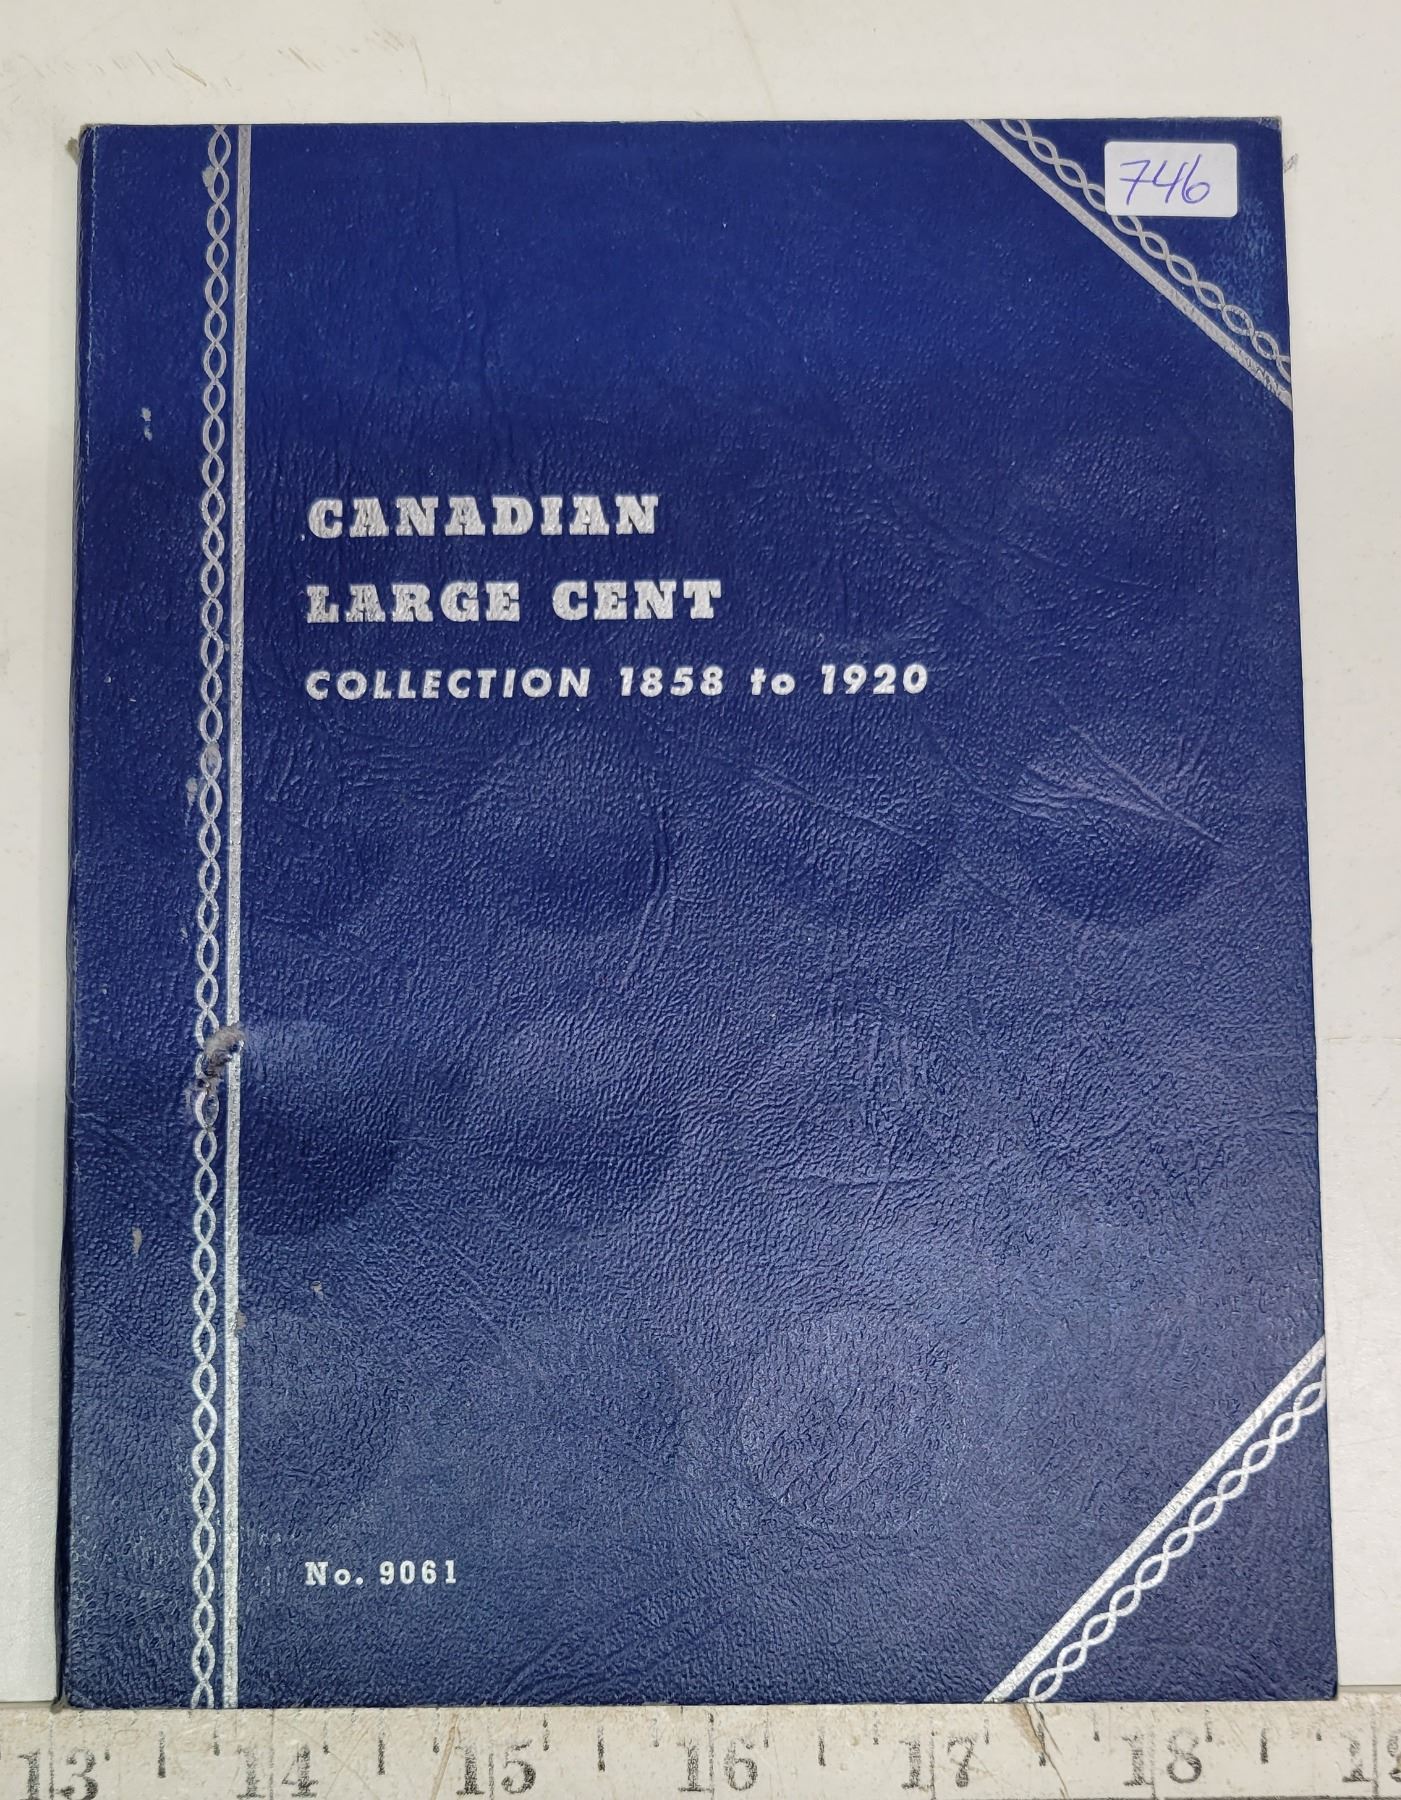 746
CANADIAN
LARGE CENT
COLLECTION 1858 to 1920
No. 9061
13 14 15 16 17 18